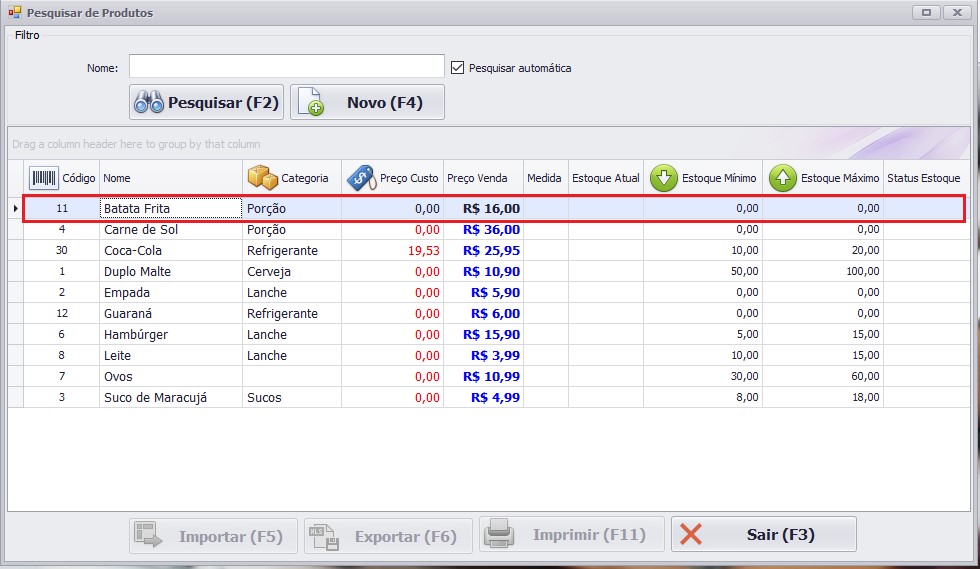 Pesquisar de Produtos
Filtro
Nome:
Pesquisar automática
Pesquisar (F2) Novo (F4)
Drag a column header here to group by that column
Código Nome Categoria Preço Custo Preço Venda Medida Estoque Atual Estoque Mínimo Estoque Máximo Status Estoque
11 Batata Frita Porção 0,00 R$ 16,00 0,00 0,00
4 Carne de Sol Porção 0,00 R$ 36,00 0,00 0,00
30 Coca-Cola Refrigerante 19,53 R$ 25,95 10,00 20,00
1 Duplo Malte Cerveja 0,00 R$ 10,90 50,00 100,00
2 Empada Lanche 0,00 R$ 5,90 0,00 0,00
12 Guaraná Refrigerante 0,00 R$ 6,00 0,00 0,00
6 Hambúrger Lanche 0,00 R$ 15,90 5,00 15,00
8 Leite Lanche 0,00 R$ 3,99 10,00 15,00
7 Ovos 0,00 R$ 10,99 30,00 60,00
3 Suco de Maracujá Sucos 0,00 R$ 4,99 8,00 18,00
Importar (F5) Exportar (F6) Imprimir (F11) Sair (F3)